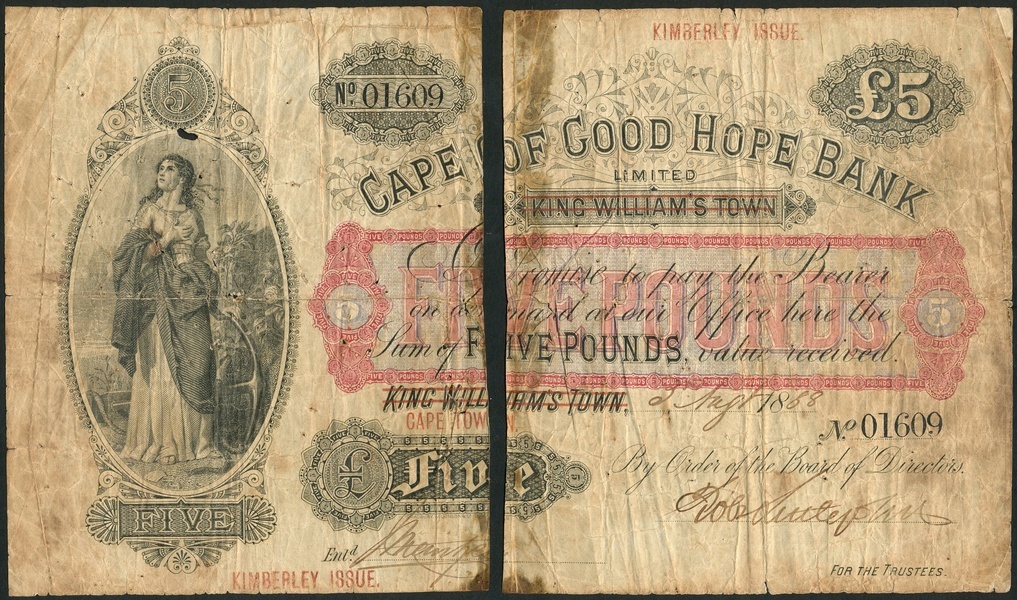 KIMBERLEY ISSUE.
5
No. 01609
£5
CAPE OF GOOD HOPE BANK
LIMITED
KING WILLIAM'S TOWN
FIVE POUNDS
Promise to pay the Bearer
on demand at our Office here the
Sum of FIVE POUNDS, value received.
5
5
KING WILLIAM'S TOWN, 188
CAPE TOWN.
No 01609
£ Five
By Order of the Board of Directors.
FIVE
Entd.
KIMBERLEY ISSUE.
FOR THE TRUSTEES.